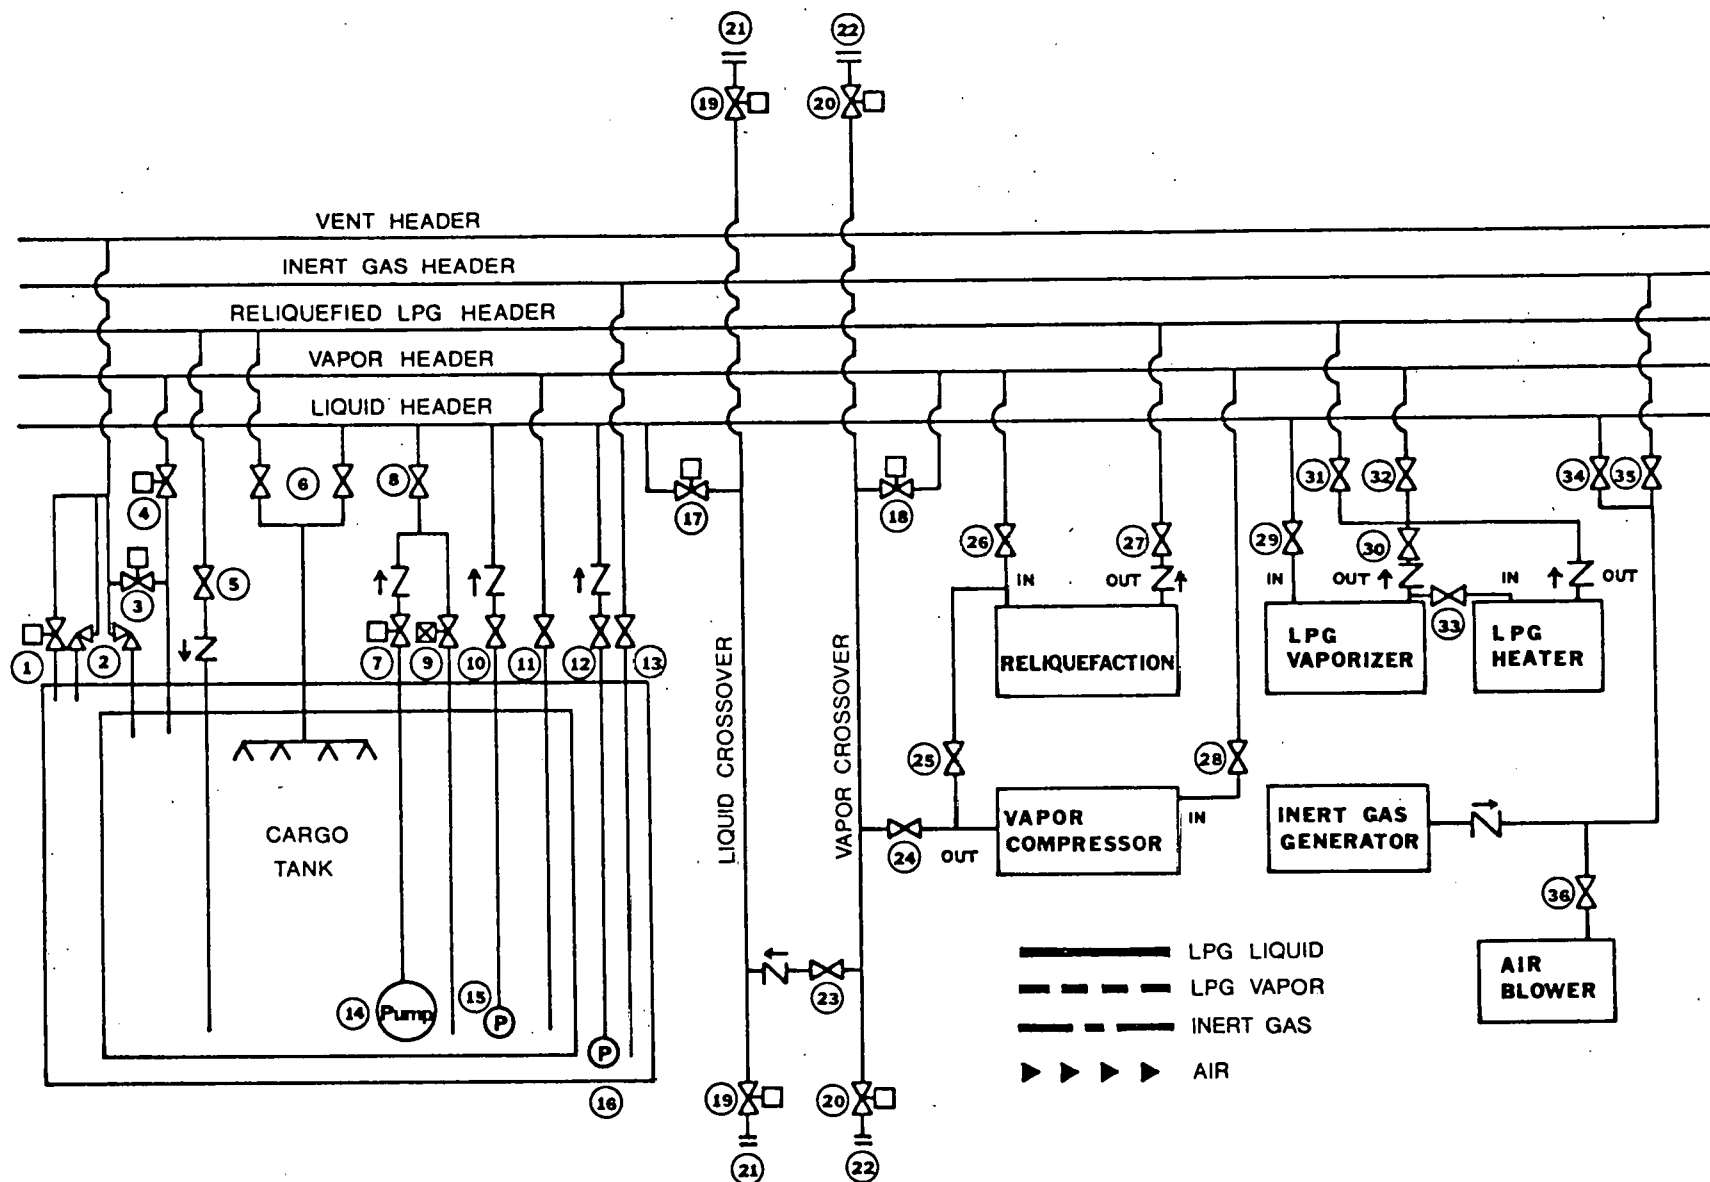 21 22
19 20
VENT HEADER
INERT GAS HEADER
RELIQUEFIED LPG HEADER
VAPOR HEADER
LIQUID HEADER
4 6 8 17 18 31 32 34 35
26 27 29 30
3 5 IN OUT IN OUT IN OUT
33
1 2 7 9 10 11 12 13
RELIQUEFACTION
LPG
VAPORIZER
LPG
HEATER
LIQUID CROSSOVER
VAPOR CROSSOVER
25 28
CARGO
TANK
VAPOR
COMPRESSOR
IN
24 OUT
INERT GAS
GENERATOR
36
AIR
BLOWER
14 Pump 15 P
P
16
23
LPG LIQUID
LPG VAPOR
INERT GAS
AIR
19 20
21 22